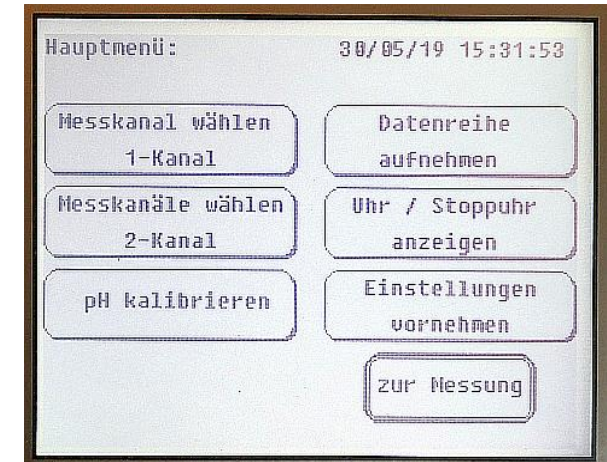 Hauptmenü: 30/05/19 15:31:53
Messkanal wählen
1-Kanal
Datenreihe
aufnehmen
Messkanäle wählen
2-Kanal
Uhr / Stoppuhr
anzeigen
pH kalibrieren
Einstellungen
vornehmen
zur Messung